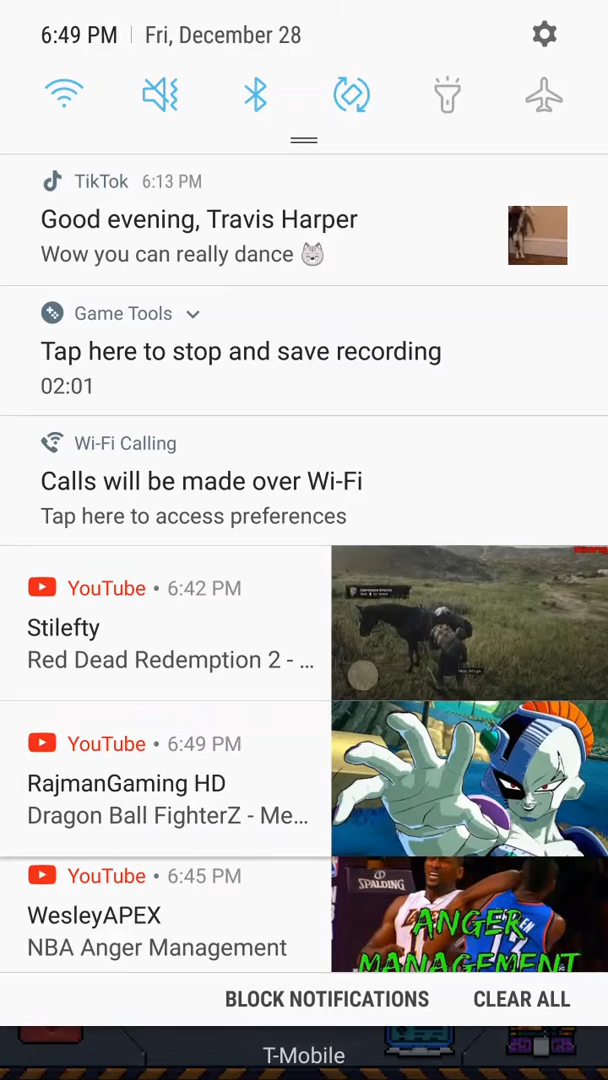 6:49 PM Fri, December 28
TikTok 6:13 PM
Good evening, Travis Harper
Wow you can really dance 😸
Game Tools
Tap here to stop and save recording
02:01
Wi-Fi Calling
Calls will be made over Wi-Fi
Tap here to access preferences
YouTube • 6:42 PM
Stilefty
Red Dead Redemption 2 - ...
YouTube • 6:49 PM
RajmanGaming HD
Dragon Ball FighterZ - Me...
YouTube • 6:45 PM
WesleyAPEX
NBA Anger Management
SPALDING
ANGER
MANAGEMENT
BLOCK NOTIFICATIONS CLEAR ALL
T-Mobile